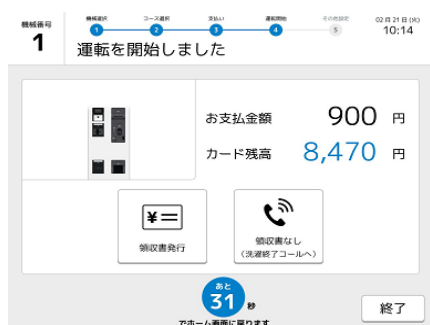 機械番号
1
機械選択
コース選択
支払い
運転開始
その他設定
1
2
3
4
5
02月21日(火)
10:14
運転を開始しました
お支払金額 900 円
カード残高 8,470 円
領収書発行
領収書なし
(洗濯終了コールへ)
あと
31 秒
でホーム画面に戻ります
終了